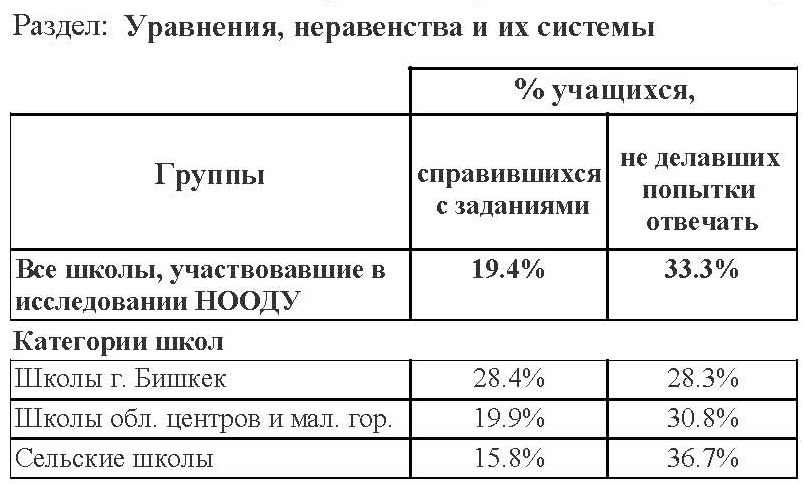 Раздел: Уравнения, неравенства и их системы
% учащихся,
Группы
справившихся
с заданиями
не делавших
попытки
отвечать
Все школы, участвовавшие в
исследовании НООДУ
19.4%
33.3%
Категории школ
Школы г. Бишкек
28.4%
28.3%
Школы обл. центров и мал. гор.
19.9%
30.8%
Сельские школы
15.8%
36.7%